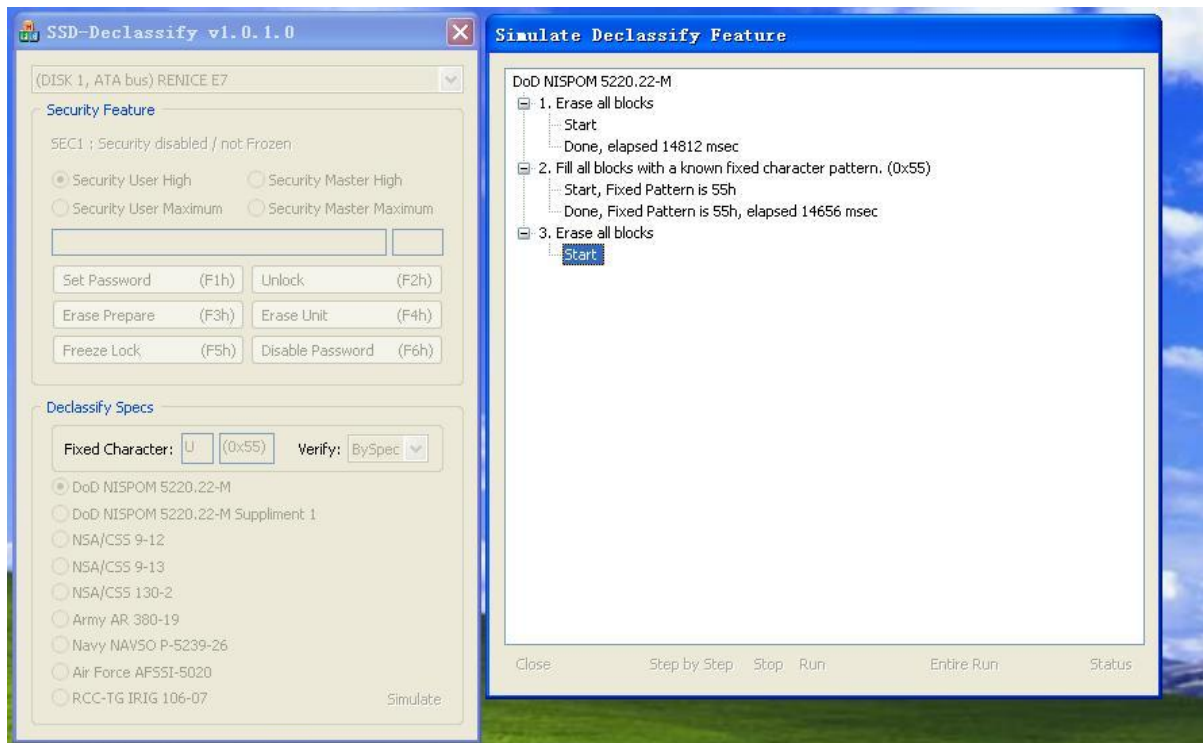 SSD-Declassify v1.0.1.0
(DISK 1, ATA bus) RENICE E7
Security Feature
SEC1 : Security disabled / not Frozen
Security User High
Security Master High
Security User Maximum
Security Master Maximum
Set Password (F1h)
Unlock (F2h)
Erase Prepare (F3h)
Erase Unit (F4h)
Freeze Lock (F5h)
Disable Password (F6h)
Declassify Specs
Fixed Character: U (0x55) Verify: BySpec
DoD NISPOM 5220.22-M
DoD NISPOM 5220.22-M Suppliment 1
NSA/CSS 9-12
NSA/CSS 9-13
NSA/CSS 130-2
Army AR 380-19
Navy NAVSO P-5239-26
Air Force AFSSI-5020
RCC-TG IRIG 106-07
Simulate
Simulate Declassify Feature
DoD NISPOM 5220.22-M
1. Erase all blocks
Start
Done, elapsed 14812 msec
2. Fill all blocks with a known fixed character pattern. (0x55)
Start, Fixed Pattern is 55h
Done, Fixed Pattern is 55h, elapsed 14656 msec
3. Erase all blocks
Start
Close Step by Step Stop Run Entire Run Status